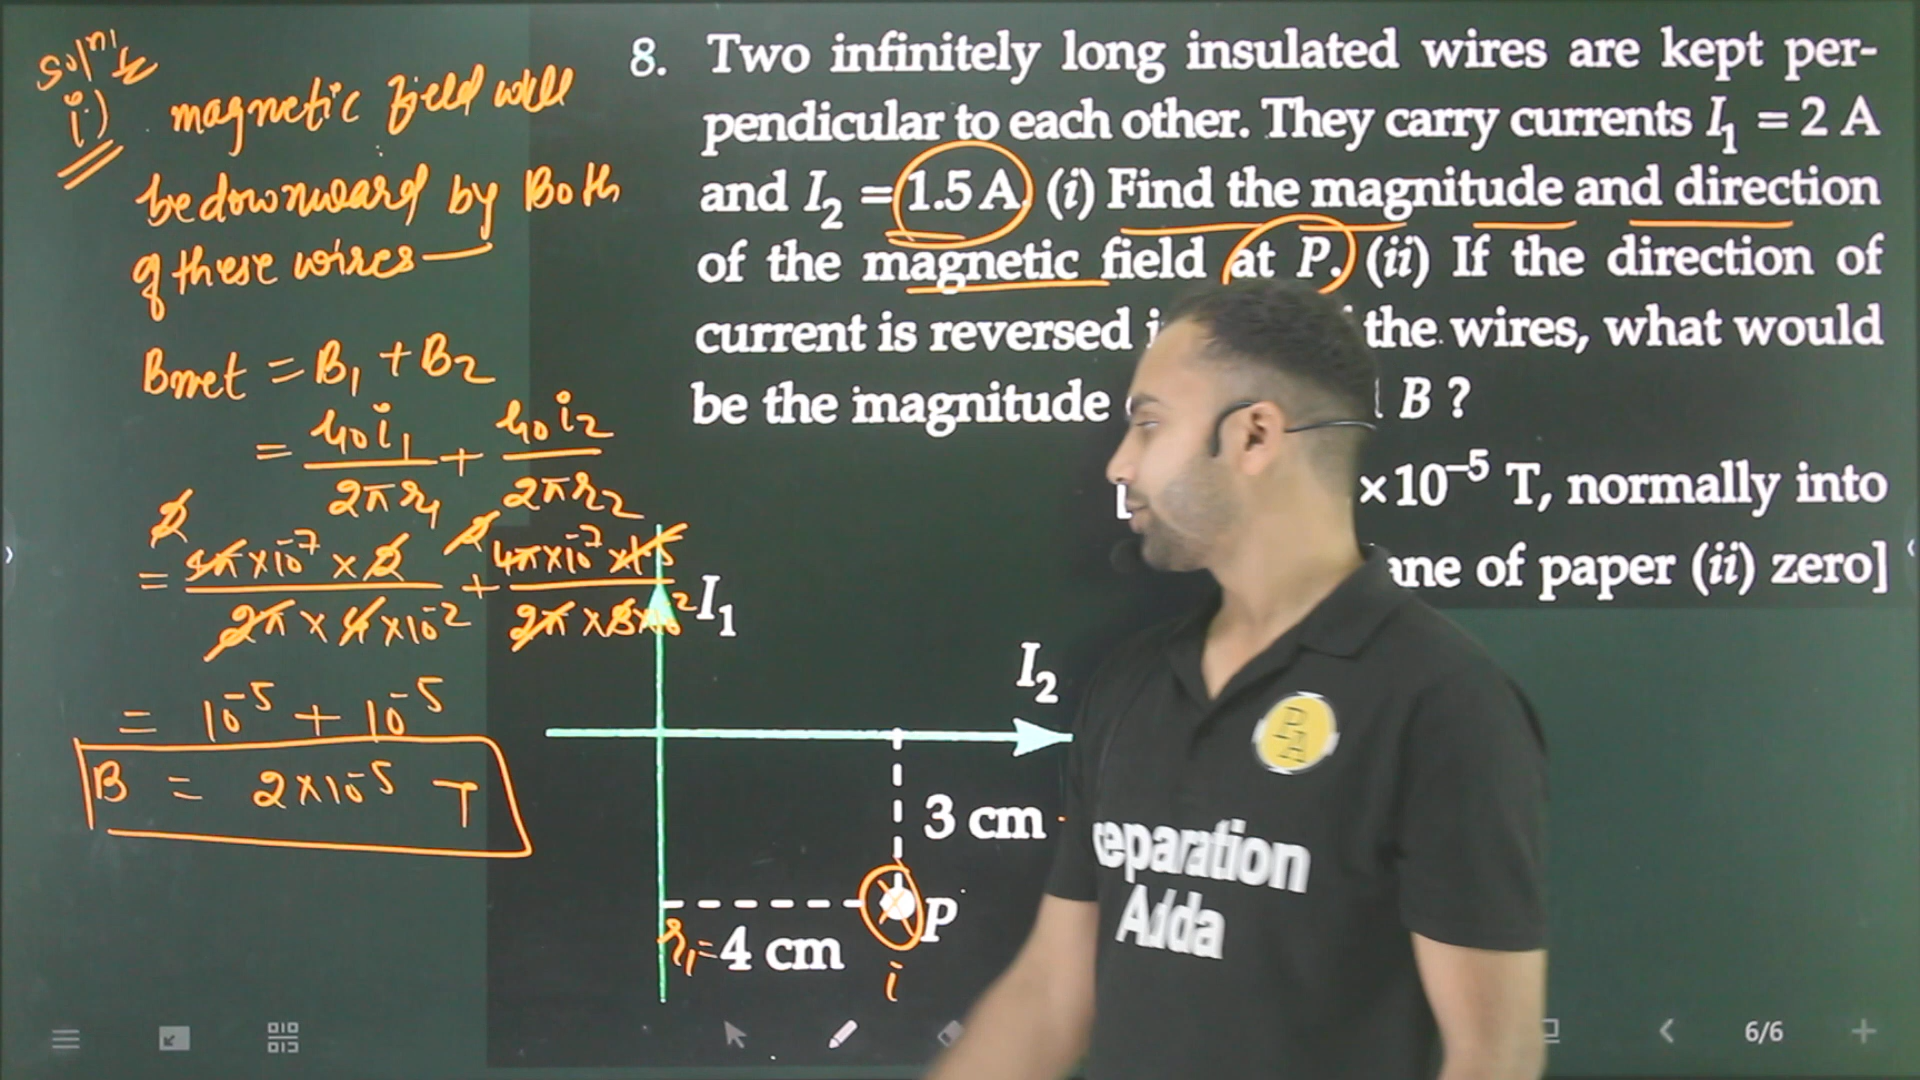 Soln:
i) magnetic field will
be downward by Both
of these wires —
Bnet = B₁ + B₂
= μ₀i₁/2πr₁ + μ₀i₂/2πr₂
= 4π×10⁻⁷×2/2π×4×10⁻² + 4π×10⁻⁷×1.5/2π×3×10⁻²
= 10⁻⁵ + 10⁻⁵
B = 2×10⁻⁵ T
8. Two infinitely long insulated wires are kept per-
pendicular to each other. They carry currents I₁ = 2 A
and I₂ = 1.5 A. (i) Find the magnitude and direction
of the magnetic field at P. (ii) If the direction of
current is reversed the wires, what would
be the magnitude B ?
×10⁻⁵ T, normally into
ane of paper (ii) zero]
I₁
I₂
3 cm
P
r₁=4 cm
i
PA
eparation
Adda
6/6